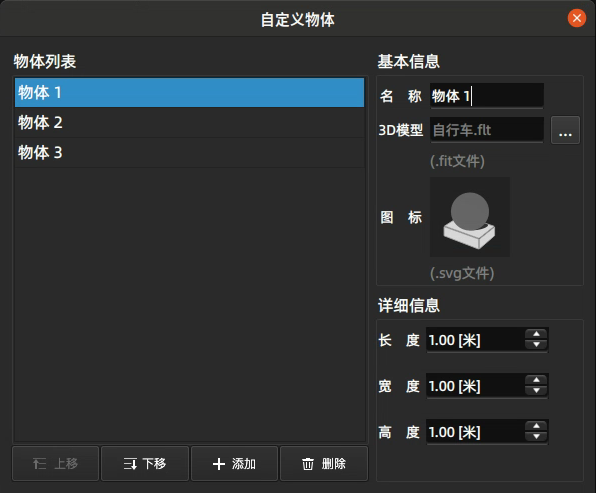 自定义物体
物体列表
物体 1
物体 2
物体 3
上移
下移
添加
删除
基本信息
名 称 物体 1
3D模型 自行车.flt ...
(.fit文件)
图 标
(.svg文件)
详细信息
长 度 1.00 [米]
宽 度 1.00 [米]
高 度 1.00 [米]